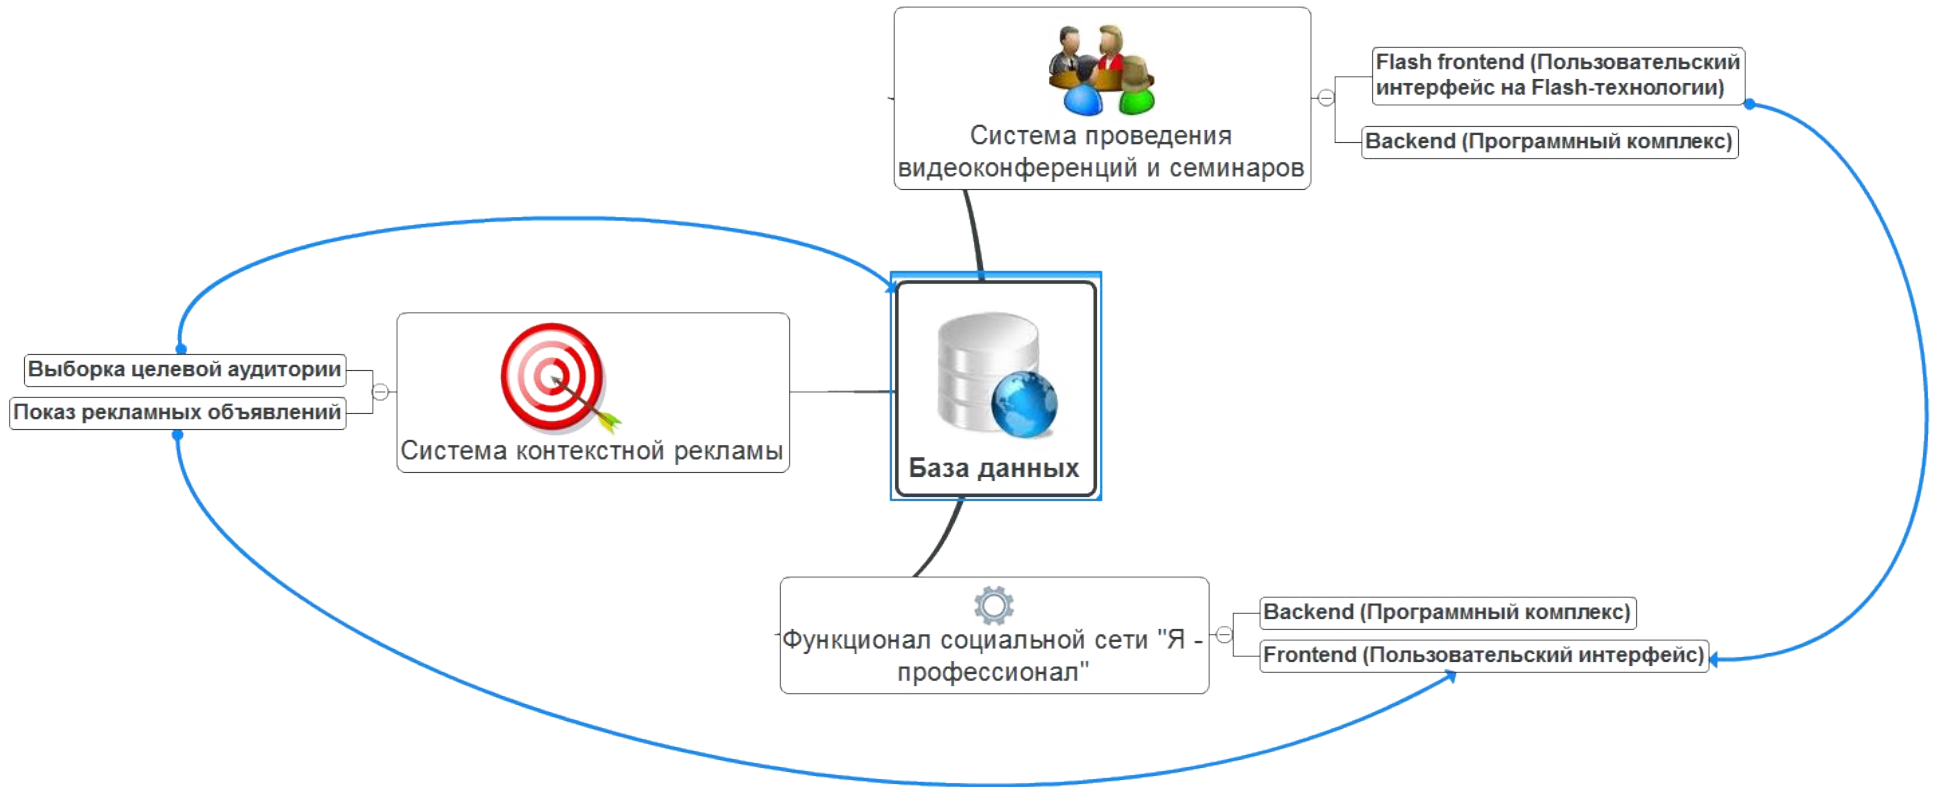 Система проведения
видеоконференций и семинаров
Flash frontend (Пользовательский
интерфейс на Flash-технологии)
Backend (Программный комплекс)
Выборка целевой аудитории
Показ рекламных объявлений
Система контекстной рекламы
База данных
Функционал социальной сети "Я -
профессионал"
Backend (Программный комплекс)
Frontend (Пользовательский интерфейс)